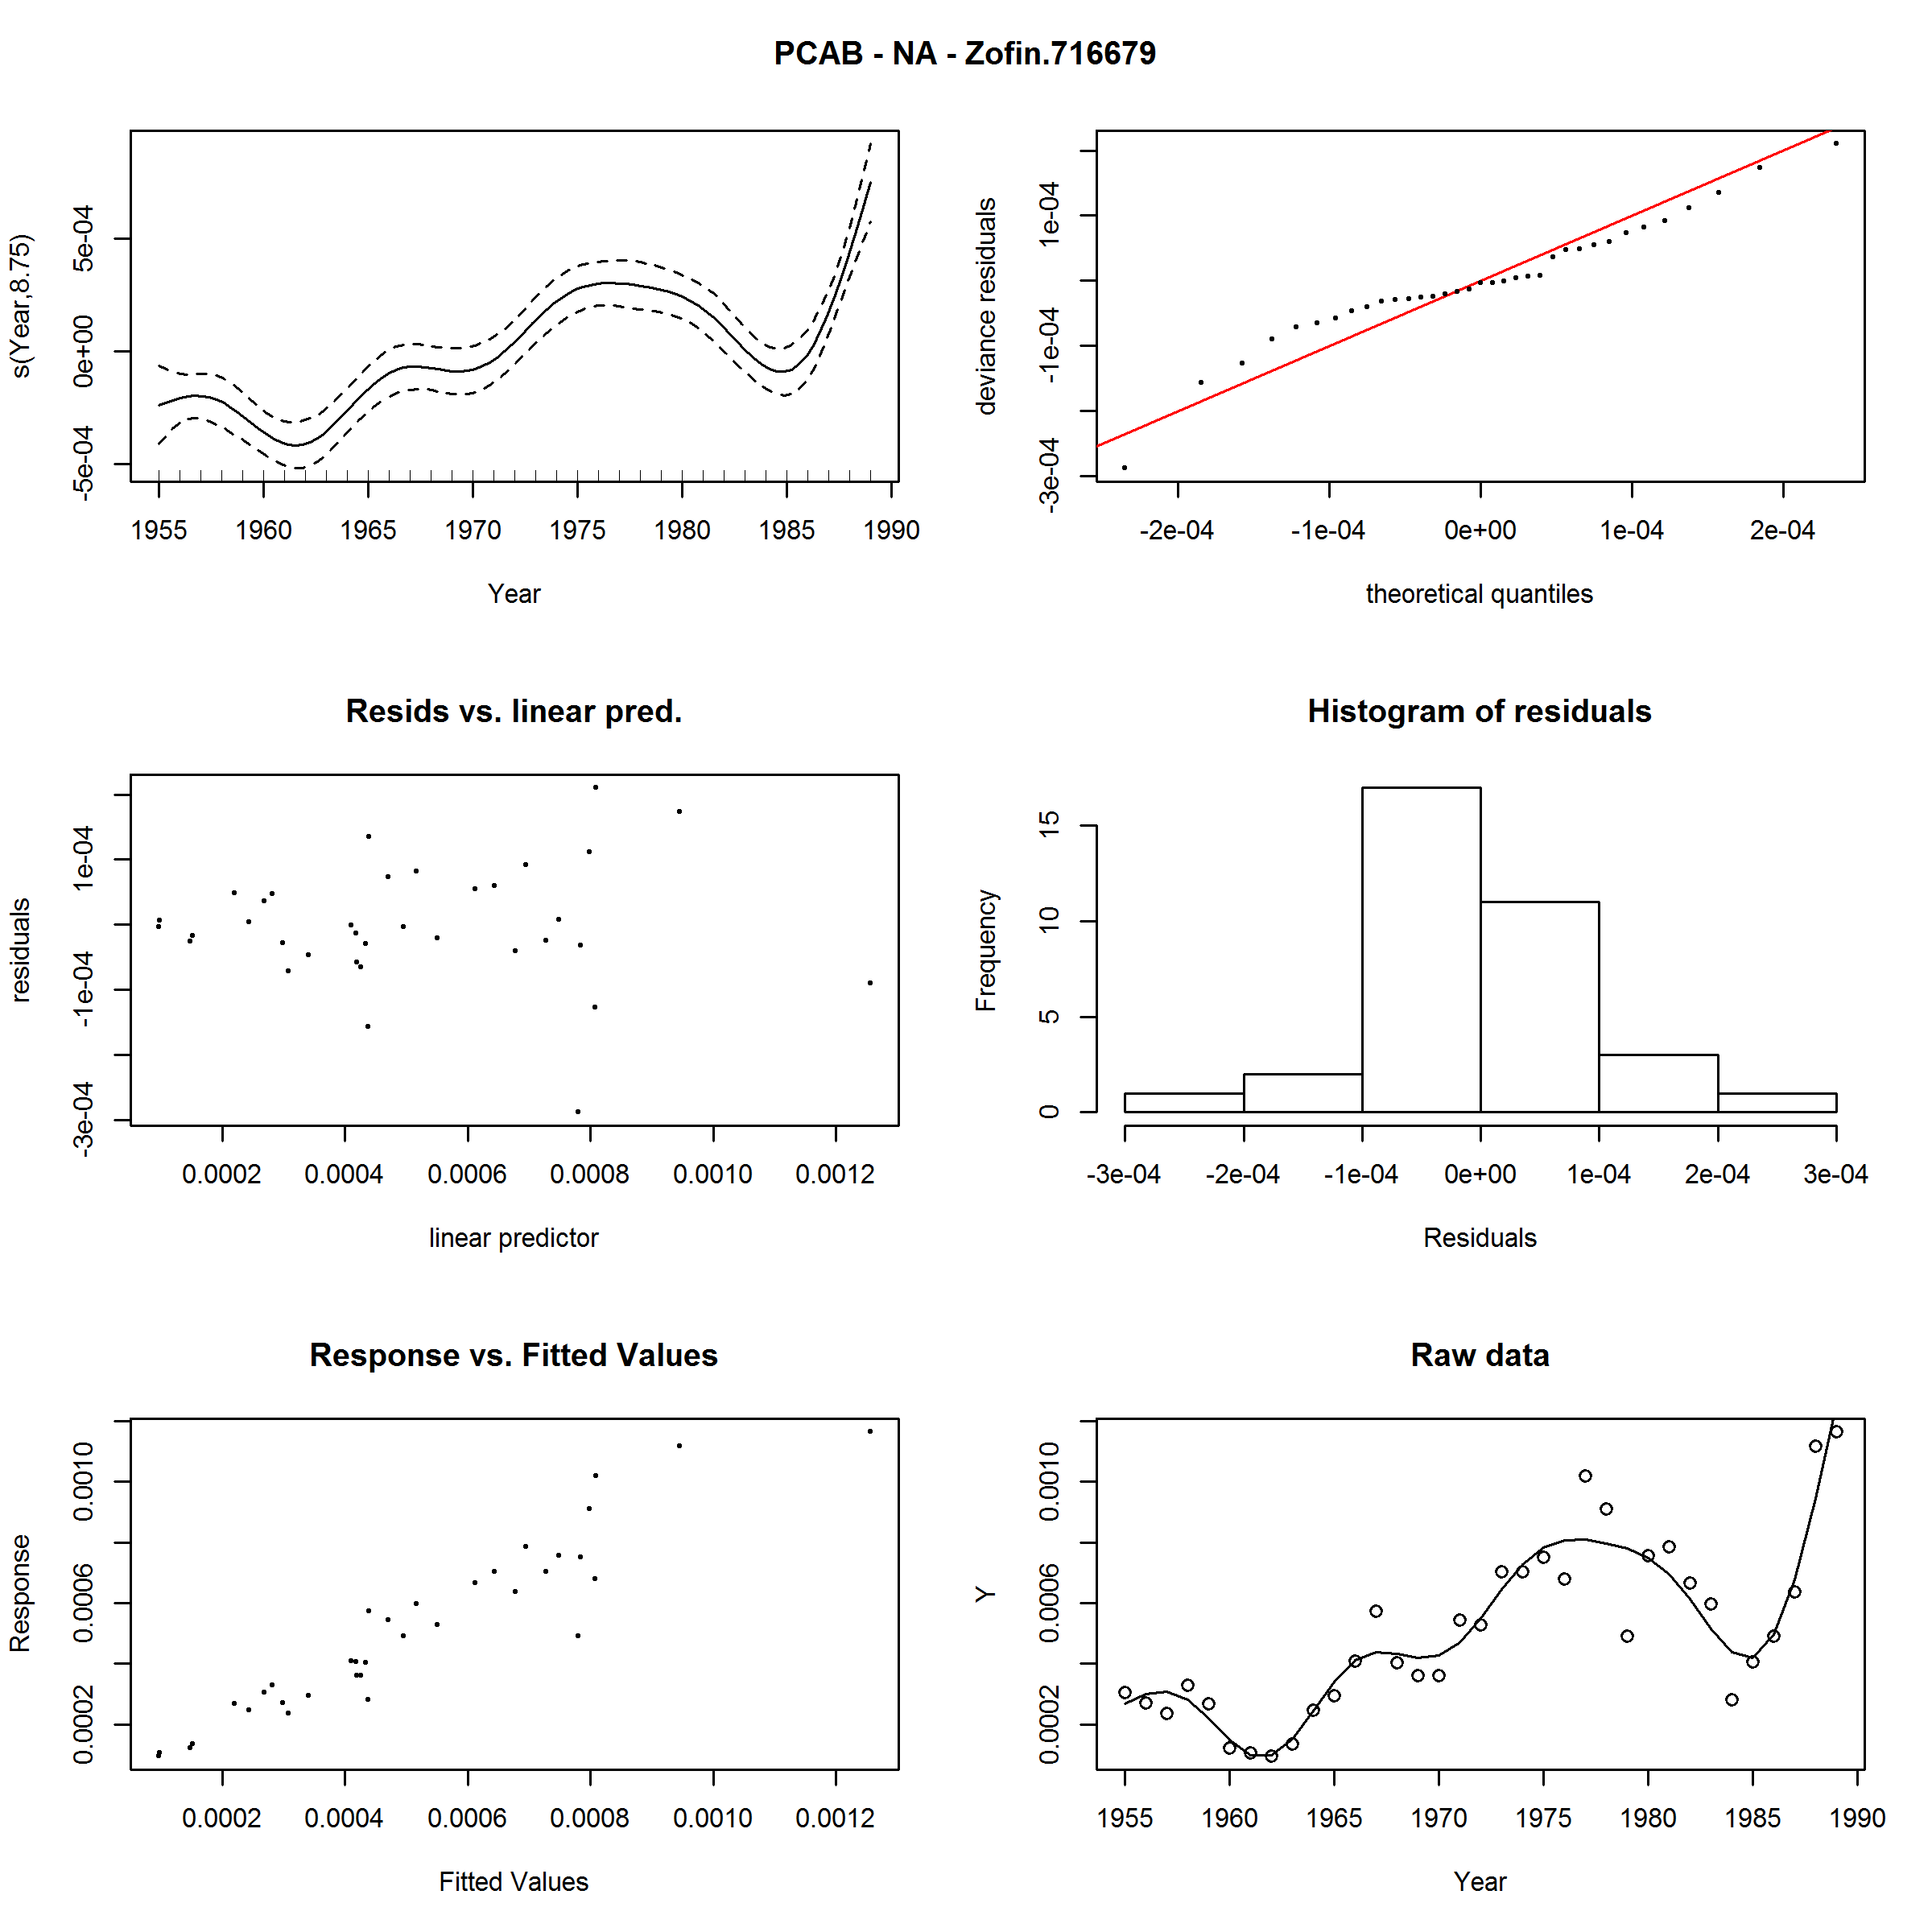 PCAB - NA - Zofin.716679
s(Year,8.75)
-5e-04 0e+00 5e-04
1955 1960 1965 1970 1975 1980 1985 1990
Year
deviance residuals
-3e-04 -1e-04 1e-04
-2e-04 -1e-04 0e+00 1e-04 2e-04
theoretical quantiles
Resids vs. linear pred.
residuals
-3e-04 -1e-04 1e-04
0.0002 0.0004 0.0006 0.0008 0.0010 0.0012
linear predictor
Histogram of residuals
Frequency
0 5 10 15
-3e-04 -2e-04 -1e-04 0e+00 1e-04 2e-04 3e-04
Residuals
Response vs. Fitted Values
Response
0.0002 0.0006 0.0010
0.0002 0.0004 0.0006 0.0008 0.0010 0.0012
Fitted Values
Raw data
Y
0.0002 0.0006 0.0010
1955 1960 1965 1970 1975 1980 1985 1990
Year